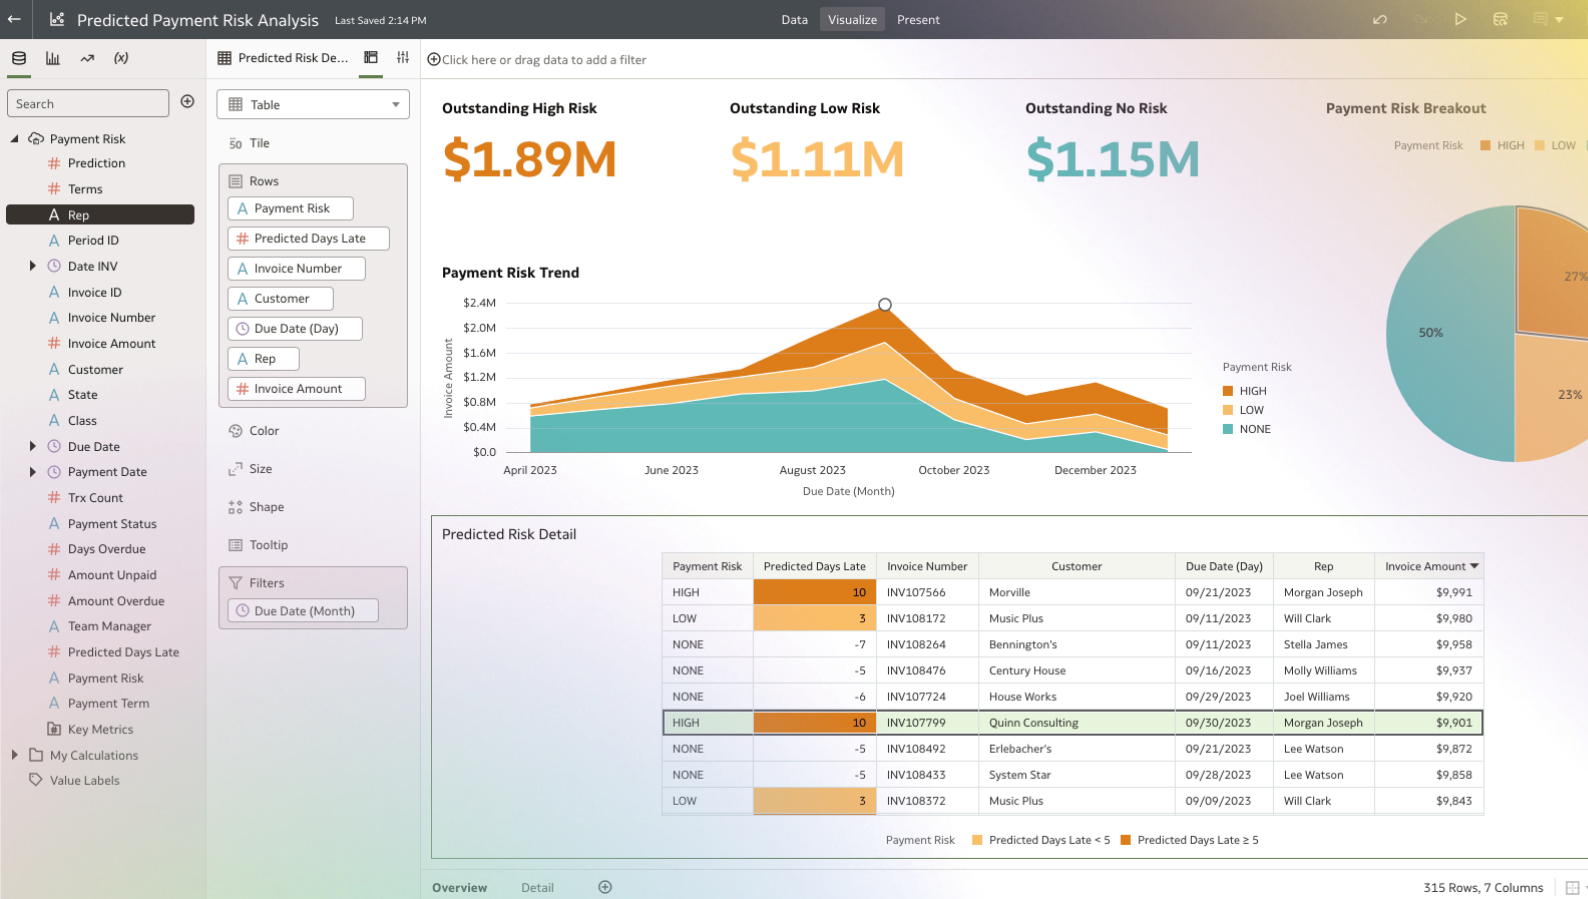 Predicted Payment Risk Analysis
Last Saved 2:14 PM
Data
Visualize
Present
(x)
Search
Payment Risk
Prediction
Terms
Rep
Period ID
Date INV
Invoice ID
Invoice Number
Invoice Amount
Customer
State
Class
Due Date
Payment Date
Trx Count
Payment Status
Days Overdue
Amount Unpaid
Amount Overdue
Team Manager
Predicted Days Late
Payment Risk
Payment Term
Key Metrics
My Calculations
Value Labels
Predicted Risk De...
Table
50 Tile
Rows
Payment Risk
Predicted Days Late
Invoice Number
Customer
Due Date (Day)
Rep
Invoice Amount
Color
Size
Shape
Tooltip
Filters
Due Date (Month)
Click here or drag data to add a filter
Outstanding High Risk
$1.89M
Outstanding Low Risk
$1.11M
Outstanding No Risk
$1.15M
Payment Risk Breakout
Payment Risk HIGH LOW
27%
50%
23%
Payment Risk Trend
$2.4M
$2.0M
$1.6M
$1.2M
$0.8M
$0.4M
$0.0
Invoice Amount
April 2023 June 2023 August 2023 October 2023 December 2023
Due Date (Month)
Payment Risk
HIGH
LOW
NONE
Predicted Risk Detail
Payment Risk Predicted Days Late Invoice Number Customer Due Date (Day) Rep Invoice Amount
HIGH 10 INV107566 Morville 09/21/2023 Morgan Joseph $9,991
LOW 3 INV108172 Music Plus 09/11/2023 Will Clark $9,980
NONE -7 INV108264 Bennington's 09/11/2023 Stella James $9,958
NONE -5 INV108476 Century House 09/16/2023 Molly Williams $9,937
NONE -6 INV107724 House Works 09/29/2023 Joel Williams $9,920
HIGH 10 INV107799 Quinn Consulting 09/30/2023 Morgan Joseph $9,901
NONE -5 INV108492 Erlebacher's 09/21/2023 Lee Watson $9,872
NONE -5 INV108433 System Star 09/28/2023 Lee Watson $9,858
LOW 3 INV108372 Music Plus 09/09/2023 Will Clark $9,843
Payment Risk Predicted Days Late < 5 Predicted Days Late ≥ 5
Overview
Detail
315 Rows, 7 Columns